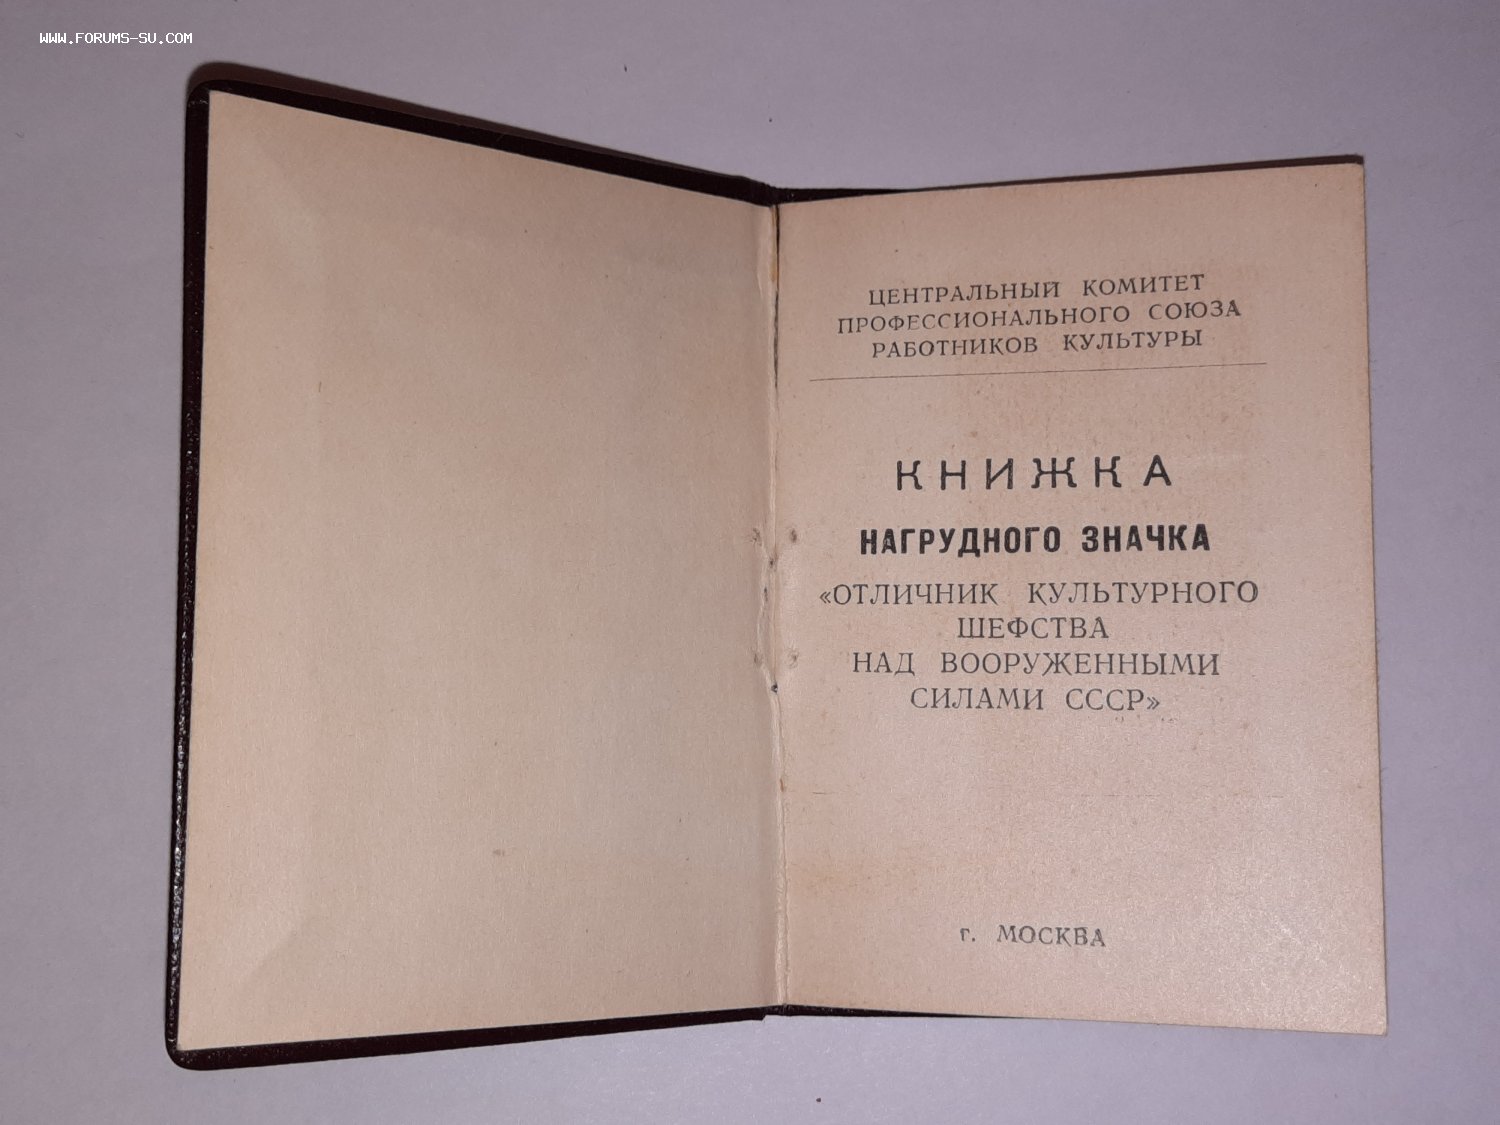 WWW.FORUMS-SU.COM
ЦЕНТРАЛЬНЫЙ КОМИТЕТ
ПРОФЕССИОНАЛЬНОГО СОЮЗА
РАБОТНИКОВ КУЛЬТУРЫ
КНИЖКА
НАГРУДНОГО ЗНАЧКА
«ОТЛИЧНИК КУЛЬТУРНОГО
ШЕФСТВА
НАД ВООРУЖЕННЫМИ
СИЛАМИ СССР»
г. МОСКВА